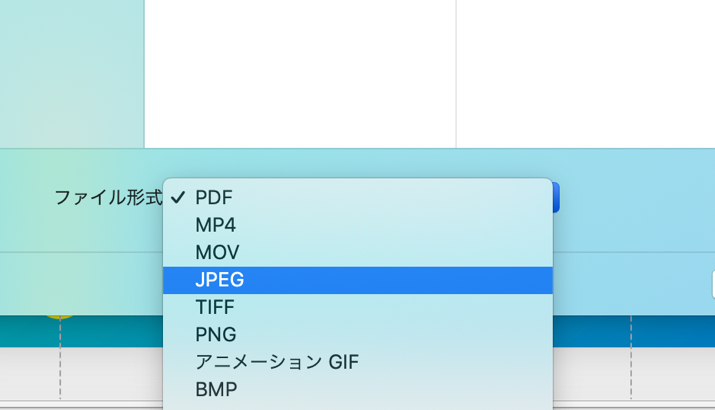 ファイル形式 ✓ PDF
MP4
MOV
JPEG
TIFF
PNG
アニメーション GIF
BMP